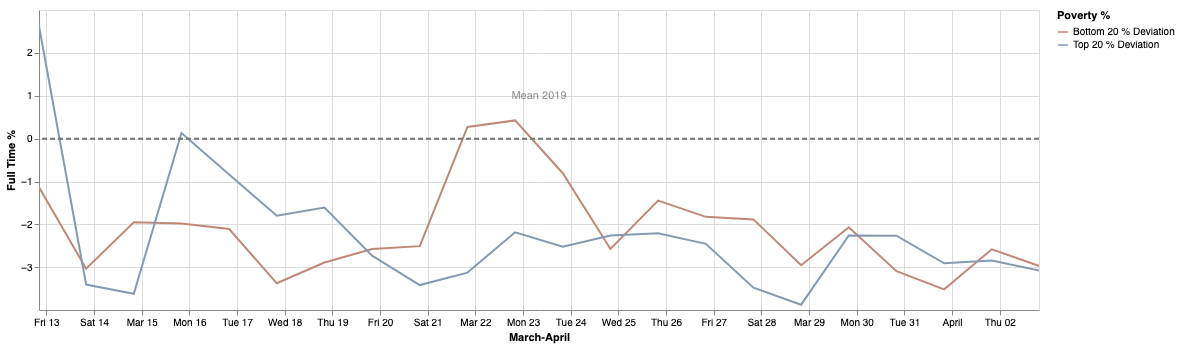 Poverty %
Bottom 20 % Deviation
Top 20 % Deviation
Mean 2019
Full Time %
2
1
0
−1
−2
−3
Fri 13 Sat 14 Mar 15 Mon 16 Tue 17 Wed 18 Thu 19 Fri 20 Sat 21 Mar 22 Mon 23 Tue 24 Wed 25 Thu 26 Fri 27 Sat 28 Mar 29 Mon 30 Tue 31 April Thu 02
March-April